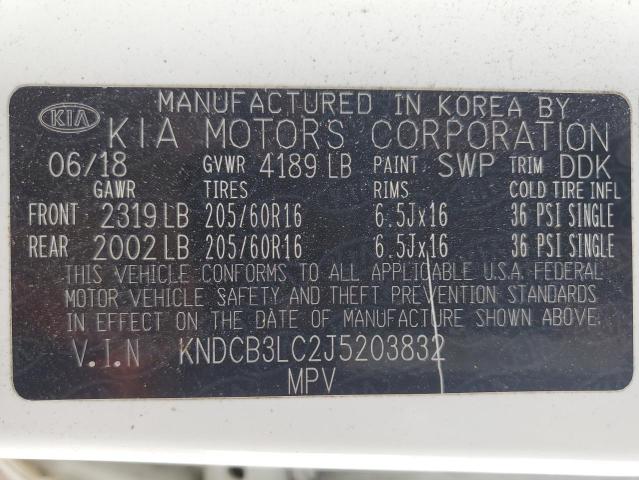 MANUFACTURED IN KOREA BY
KIA KIA MOTORS CORPORATION
06/18 GVWR 4189 LB PAINT SWP TRIM DDK
GAWR TIRES RIMS COLD TIRE INFL
FRONT 2319 LB 205/60R16 6.5Jx16 36 PSI SINGLE
REAR 2002 LB 205/60R16 6.5Jx16 36 PSI SINGLE
THIS VEHICLE CONFORMS TO ALL APPLICABLE U.S.A. FEDERAL
MOTOR VEHICLE SAFETY AND THEFT PREVENTION STANDARDS
IN EFFECT ON THE DATE OF MANUFACTURE SHOWN ABOVE.
V.I.N KNDCB3LC2J5203832
MPV